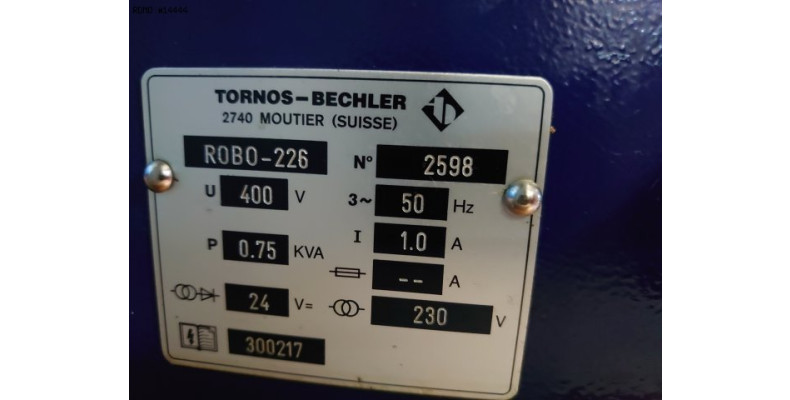 TORNOS-BECHLER
2740 MOUTIER (SUISSE)
ROBO-226 N° 2598
U 400 V 3~ 50 Hz
P 0.75 KVA I 1.0 A
-- A
24 V= 230 V
300217